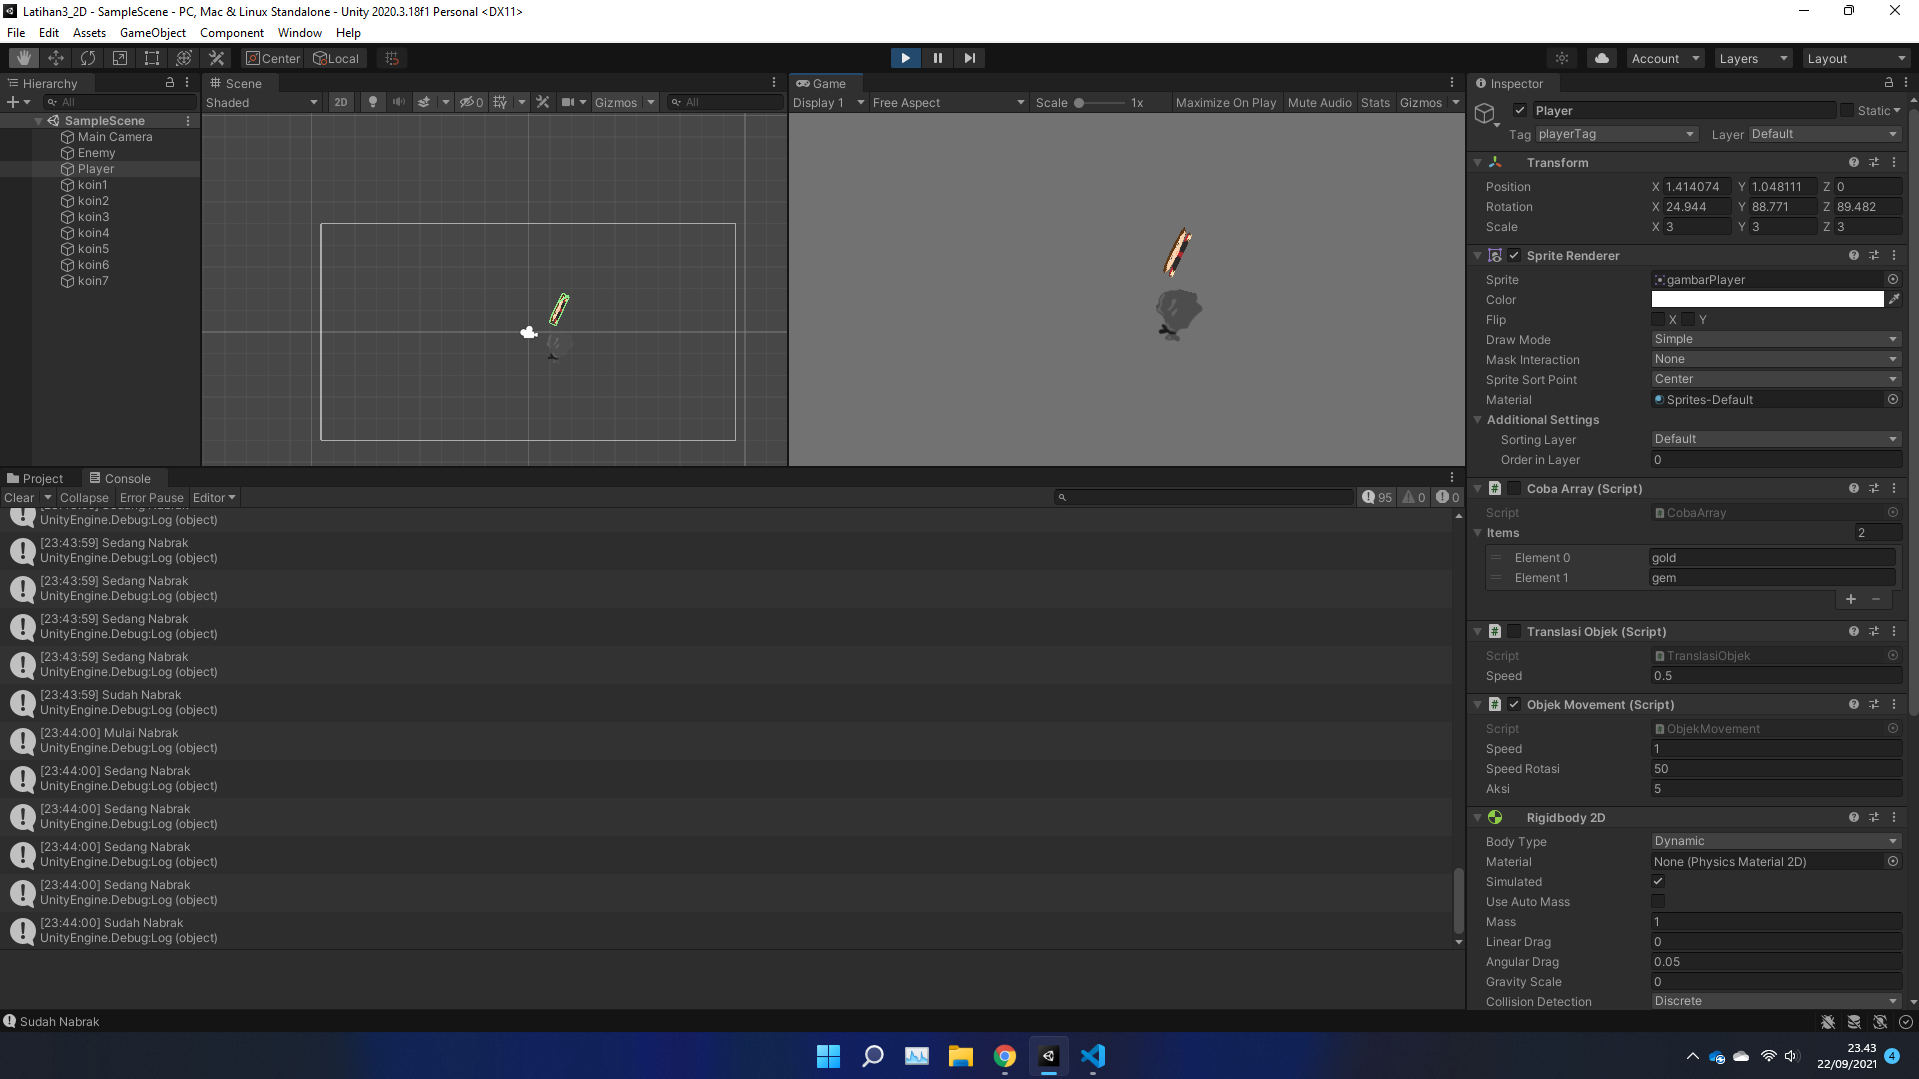 Latihan3_2D - SampleScene - PC, Mac & Linux Standalone - Unity 2020.3.18f1 Personal <DX11>
File Edit Assets GameObject Component Window Help
Center Local Account Layers Layout
Hierarchy
All
SampleScene
Main Camera
Enemy
Player
koin1
koin2
koin3
koin4
koin5
koin6
koin7
Scene
Shaded 2D 0 Gizmos All
Game
Display 1 Free Aspect Scale 1x Maximize On Play Mute Audio Stats Gizmos
Project Console
Clear Collapse Error Pause Editor 95 0 0
UnityEngine.Debug:Log (object)
[23:43:59] Sedang Nabrak
UnityEngine.Debug:Log (object)
[23:43:59] Sedang Nabrak
UnityEngine.Debug:Log (object)
[23:43:59] Sedang Nabrak
UnityEngine.Debug:Log (object)
[23:43:59] Sedang Nabrak
UnityEngine.Debug:Log (object)
[23:43:59] Sudah Nabrak
UnityEngine.Debug:Log (object)
[23:44:00] Mulai Nabrak
UnityEngine.Debug:Log (object)
[23:44:00] Sedang Nabrak
UnityEngine.Debug:Log (object)
[23:44:00] Sedang Nabrak
UnityEngine.Debug:Log (object)
[23:44:00] Sedang Nabrak
UnityEngine.Debug:Log (object)
[23:44:00] Sedang Nabrak
UnityEngine.Debug:Log (object)
[23:44:00] Sudah Nabrak
UnityEngine.Debug:Log (object)
Sudah Nabrak
Inspector
Player Static
Tag playerTag Layer Default
Transform
Position X 1.414074 Y 1.048111 Z 0
Rotation X 24.944 Y 88.771 Z 89.482
Scale X 3 Y 3 Z 3
Sprite Renderer
Sprite gambarPlayer
Color
Flip X Y
Draw Mode Simple
Mask Interaction None
Sprite Sort Point Center
Material Sprites-Default
Additional Settings
Sorting Layer Default
Order in Layer 0
# Coba Array (Script)
Script CobaArray
Items 2
Element 0 gold
Element 1 gem
+ −
# Translasi Objek (Script)
Script TranslasiObjek
Speed 0.5
# Objek Movement (Script)
Script ObjekMovement
Speed 1
Speed Rotasi 50
Aksi 5
Rigidbody 2D
Body Type Dynamic
Material None (Physics Material 2D)
Simulated
Use Auto Mass
Mass 1
Linear Drag 0
Angular Drag 0.05
Gravity Scale 0
Collision Detection Discrete
23.43
22/09/2021 4